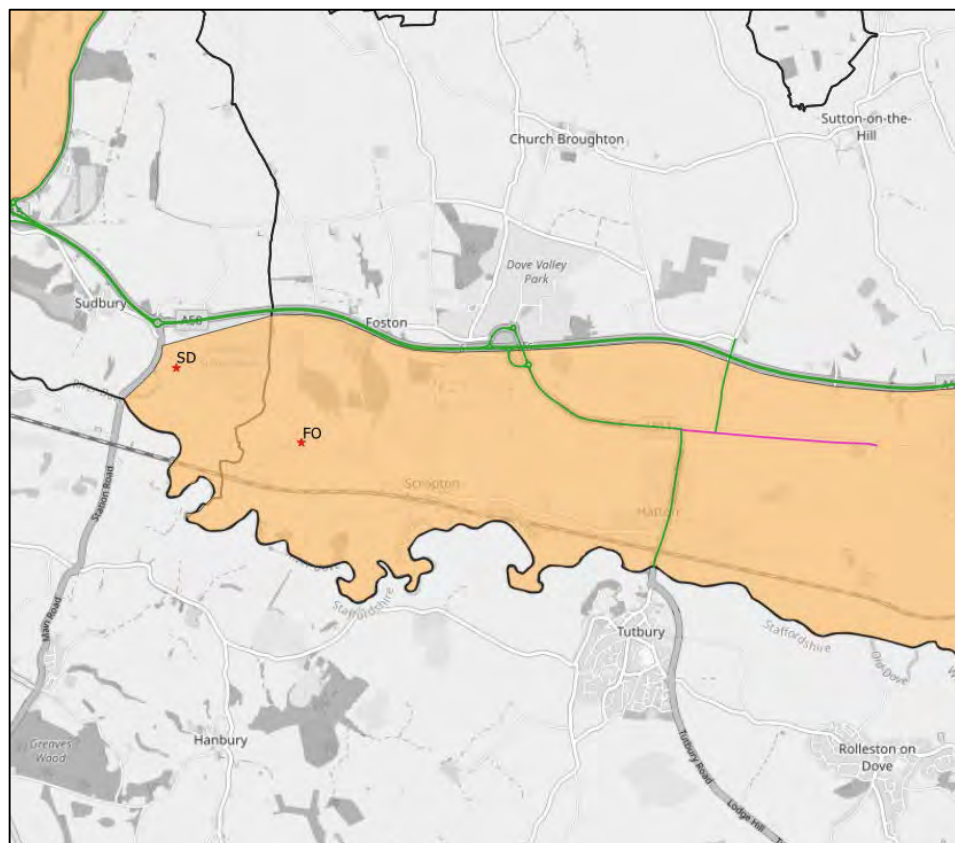 Church Broughton
Sutton-on-the-
Hill
Dove Valley
Park
Sudbury
A50
Foston
SD
FO
Scropton
Hatton
Station Road
Main Road
Staffordshire
Tutbury
Staffordshire
Old Dove
Hanbury
Greaves
Wood
Tutbury Road
Lodge Hill
Rolleston on
Dove